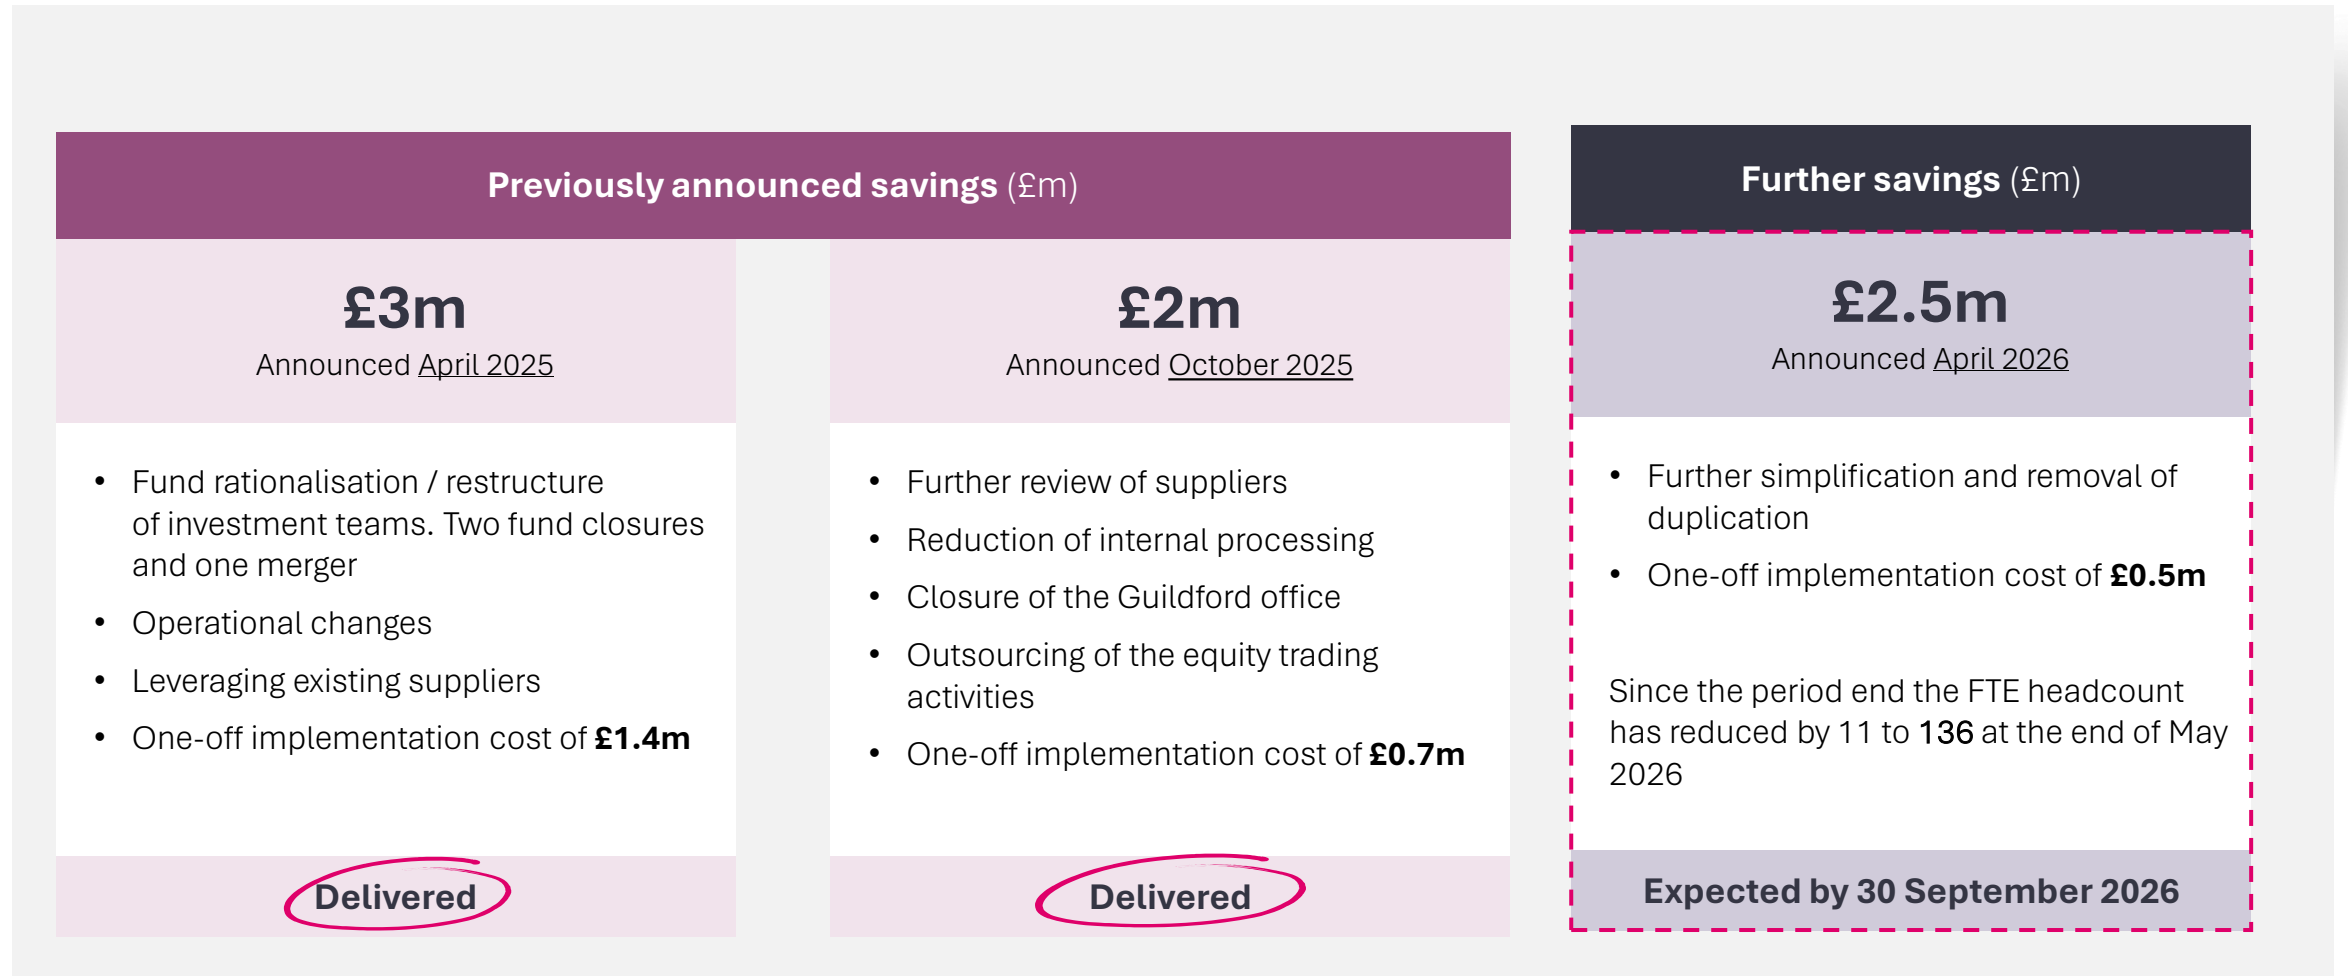 Previously announced savings (£m)
£3m
Announced April 2025
• Fund rationalisation / restructure
of investment teams. Two fund closures
and one merger
• Operational changes
• Leveraging existing suppliers
• One-off implementation cost of £1.4m
Delivered
£2m
Announced October 2025
• Further review of suppliers
• Reduction of internal processing
• Closure of the Guildford office
• Outsourcing of the equity trading
activities
• One-off implementation cost of £0.7m
Delivered
Further savings (£m)
£2.5m
Announced April 2026
• Further simplification and removal of
duplication
• One-off implementation cost of £0.5m
Since the period end the FTE headcount
has reduced by 11 to 136 at the end of May
2026
Expected by 30 September 2026